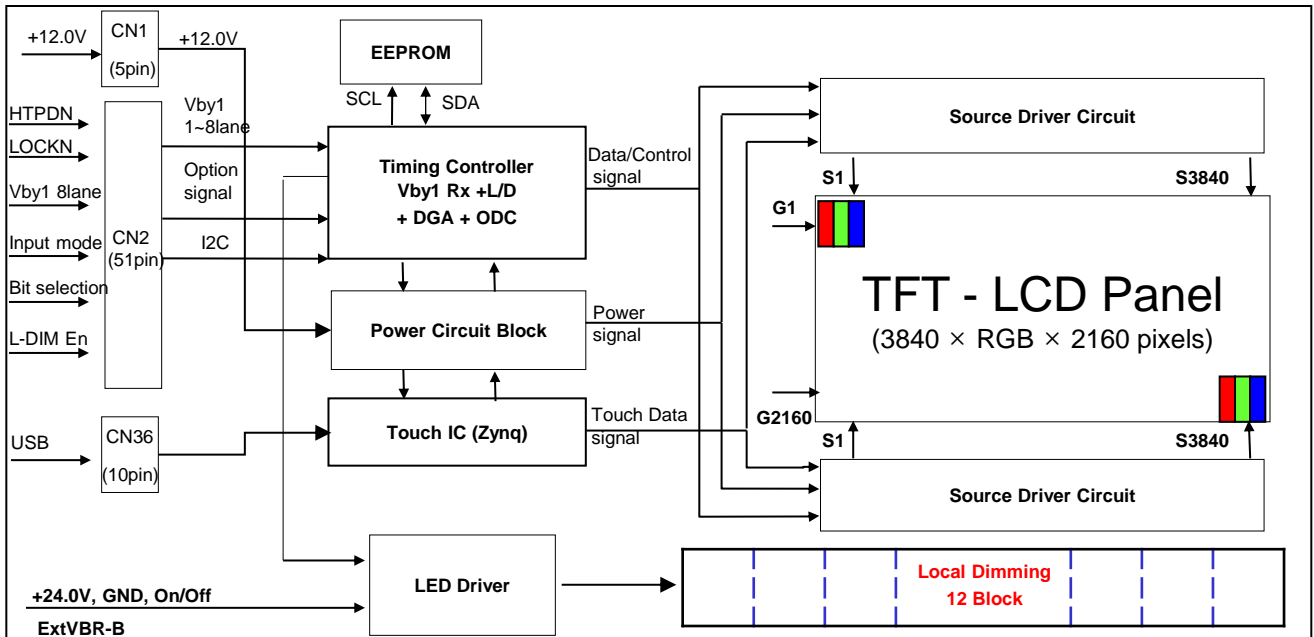 +12.0V
CN1
(5pin)
+12.0V
EEPROM
SCL
SDA
HTPDN
LOCKN
Vby1 8lane
Input mode
Bit selection
L-DIM En
CN2
(51pin)
Vby1
1~8lane
Option
signal
I2C
Timing Controller
Vby1 Rx +L/D
+ DGA + ODC
Data/Control
signal
Power Circuit Block
Power
signal
USB
CN36
(10pin)
Touch IC (Zynq)
Touch Data
signal
Source Driver Circuit
S1
S3840
G1
TFT - LCD Panel
(3840 × RGB × 2160 pixels)
G2160
S1
S3840
Source Driver Circuit
+24.0V, GND, On/Off
ExtVBR-B
LED Driver
Local Dimming
12 Block